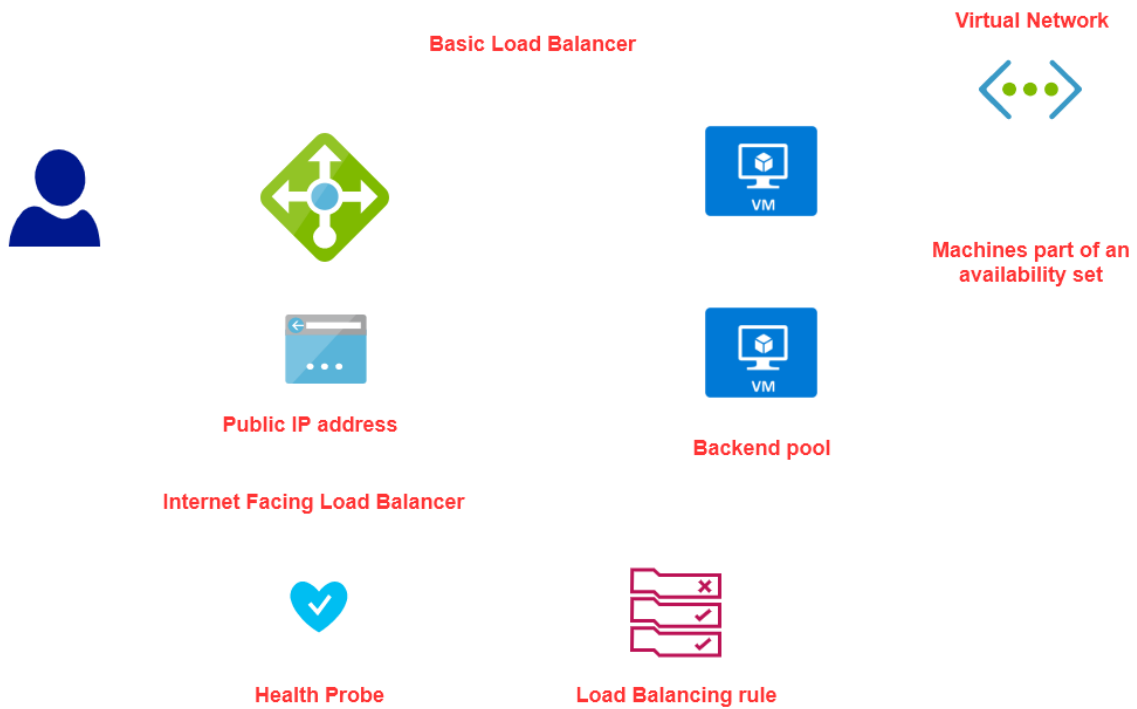 Virtual Network
Basic Load Balancer
VM
Machines part of an
availability set
VM
Public IP address
Backend pool
Internet Facing Load Balancer
Health Probe
Load Balancing rule